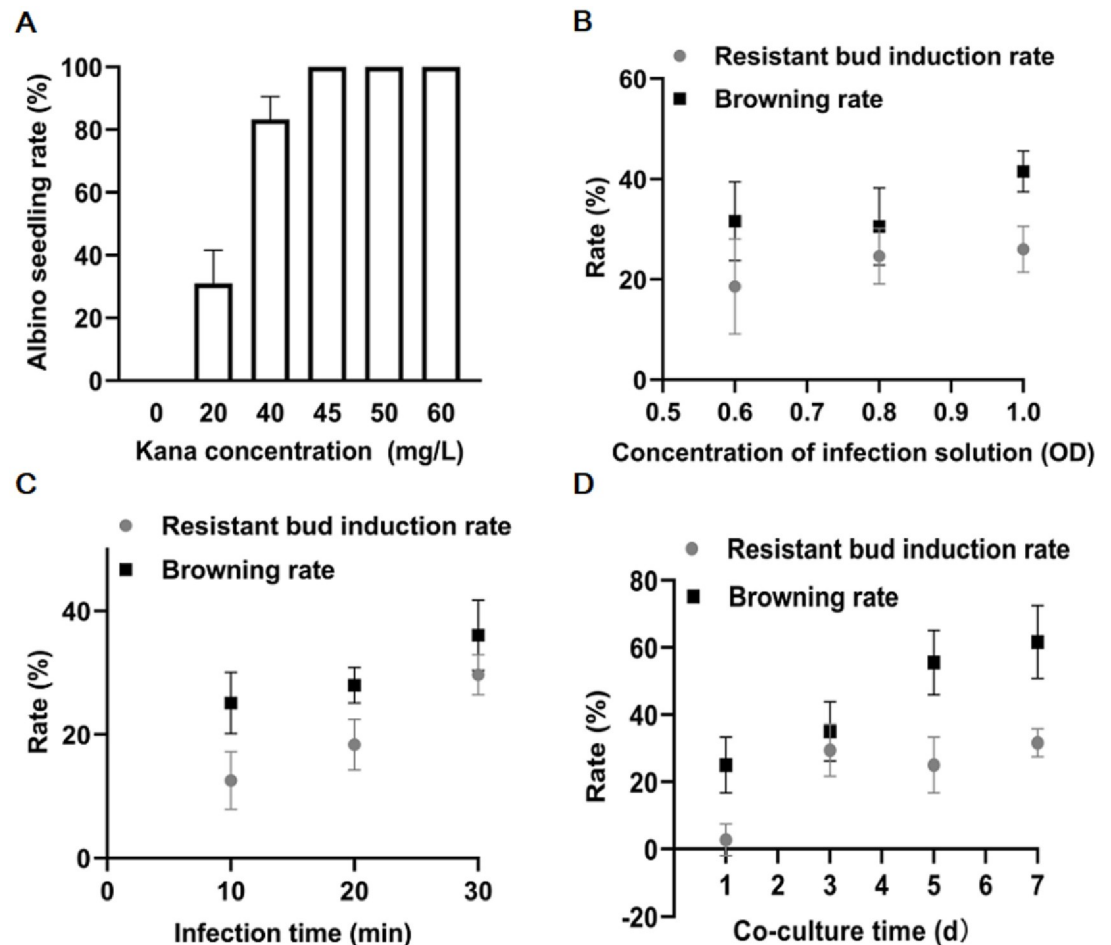 A
Albino seedling rate (%)
100
80
60
40
20
0
0 20 40 45 50 60
Kana concentration (mg/L)
B
Resistant bud induction rate
Browning rate
Rate (%)
60
40
20
0
0.5 0.6 0.7 0.8 0.9 1.0
Concentration of infection solution (OD)
C
Resistant bud induction rate
Browning rate
Rate (%)
40
20
0
0 10 20 30
Infection time (min)
D
Resistant bud induction rate
Browning rate
Rate (%)
80
60
40
20
0
-20
1 2 3 4 5 6 7
Co-culture time (d)